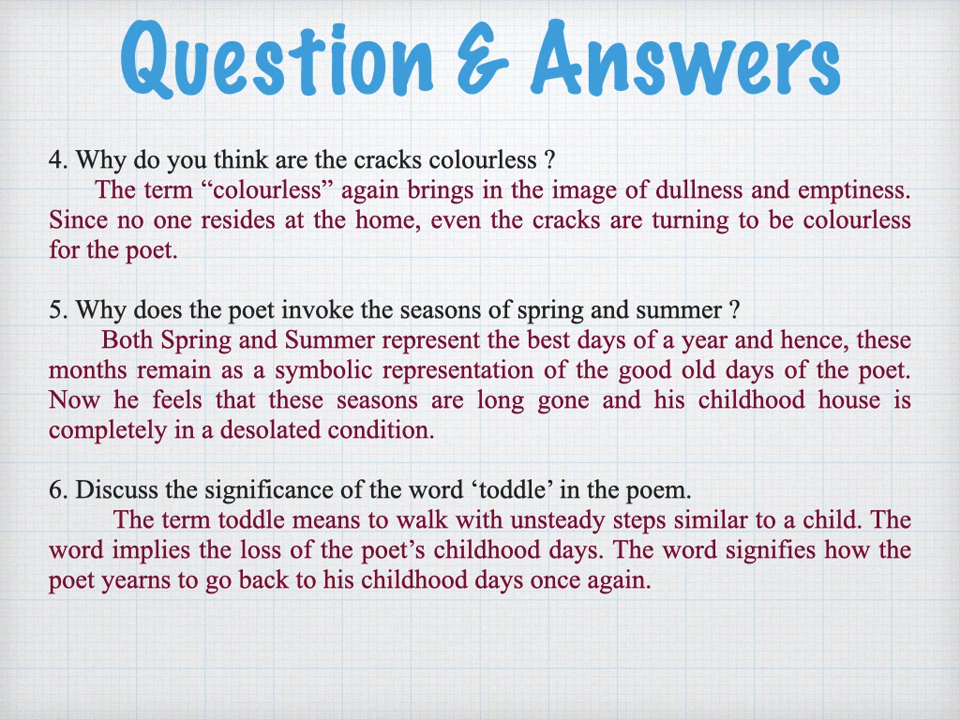 Question & Answers
4. Why do you think are the cracks colourless ?
The term “colourless” again brings in the image of dullness and emptiness.
Since no one resides at the home, even the cracks are turning to be colourless
for the poet.
5. Why does the poet invoke the seasons of spring and summer ?
Both Spring and Summer represent the best days of a year and hence, these
months remain as a symbolic representation of the good old days of the poet.
Now he feels that these seasons are long gone and his childhood house is
completely in a desolated condition.
6. Discuss the significance of the word ‘toddle’ in the poem.
The term toddle means to walk with unsteady steps similar to a child. The
word implies the loss of the poet’s childhood days. The word signifies how the
poet yearns to go back to his childhood days once again.